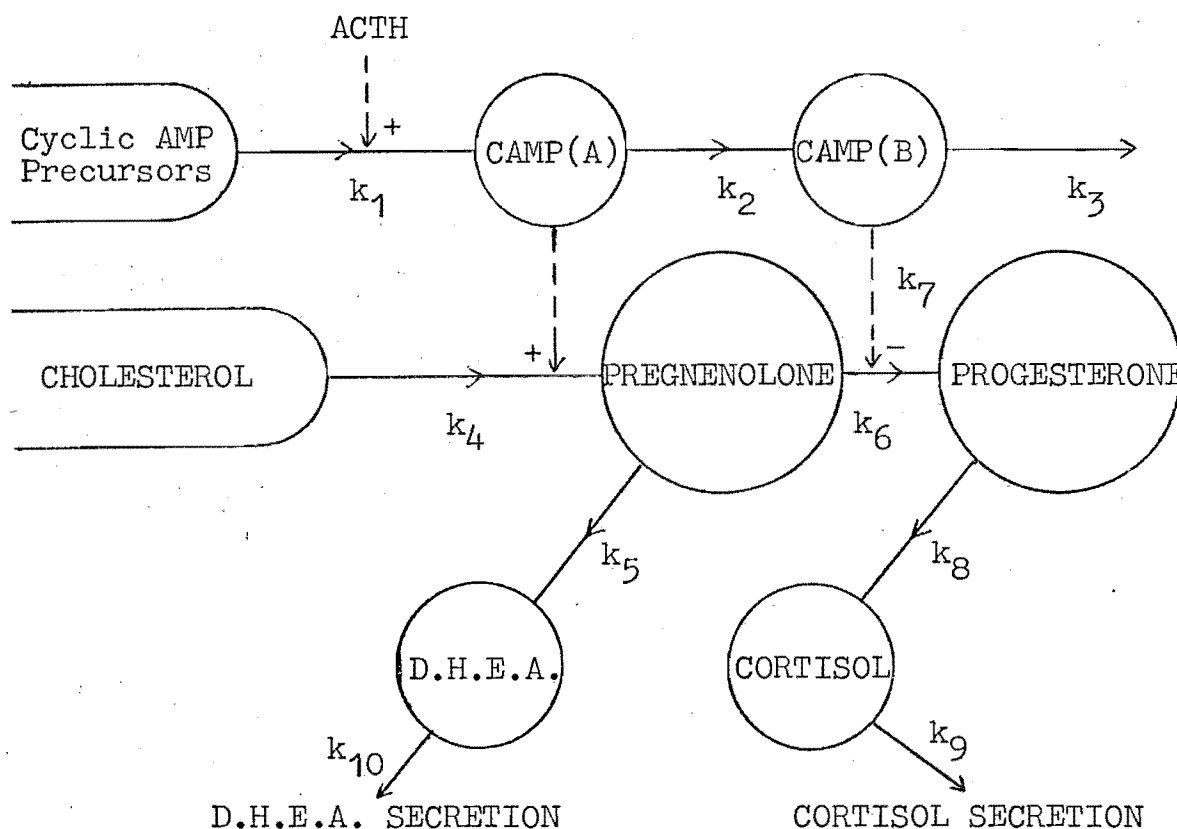 ACTH
Cyclic AMP
Precursors
+
k1
CAMP(A)
k2
CAMP(B)
k3
k7
CHOLESTEROL
+
k4
PREGNENOLONE
-
k6
PROGESTERONE
k5
k8
D.H.E.A.
CORTISOL
k10
k9
D.H.E.A. SECRETION
CORTISOL SECRETION